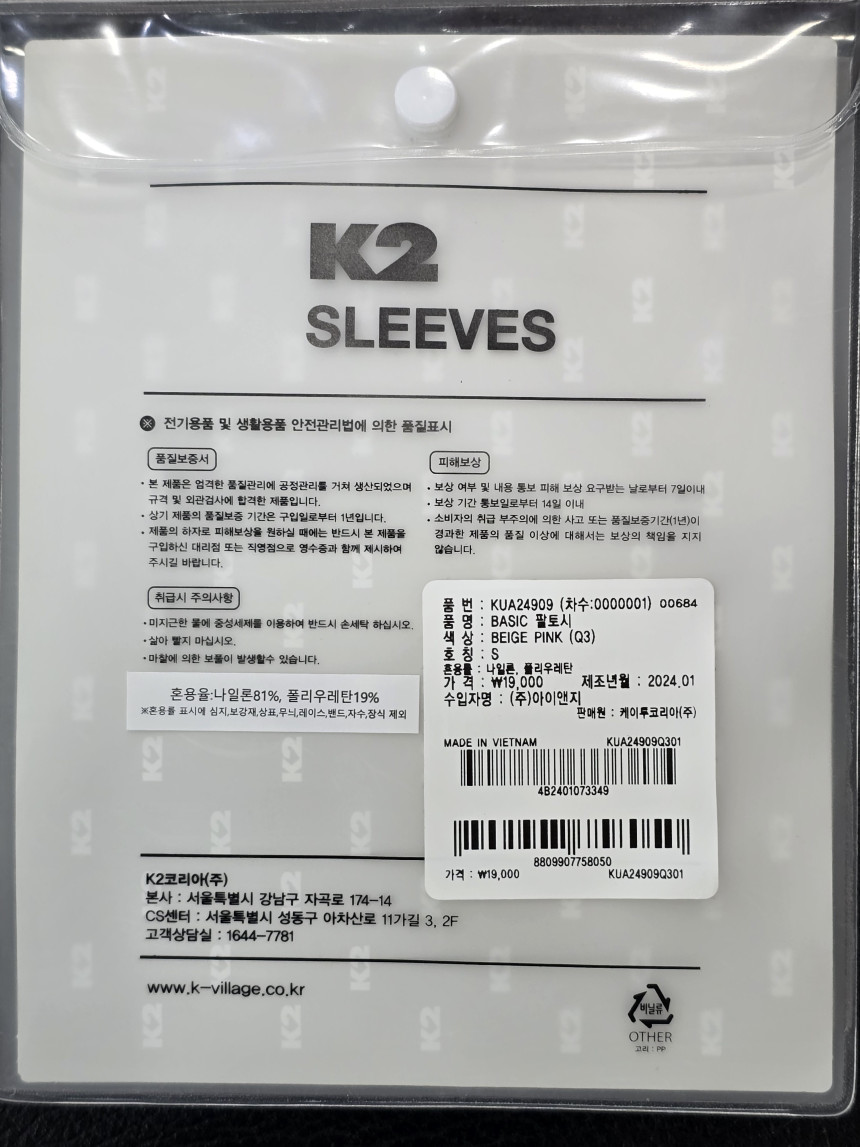 K2
SLEEVES
※ 전기용품 및 생활용품 안전관리법에 의한 품질표시
품질보증서
• 본 제품은 엄격한 품질관리에 공정관리를 거쳐 생산되었으며
규격 및 외관검사에 합격한 제품입니다.
• 상기 제품의 품질보증 기간은 구입일로부터 1년입니다.
• 제품의 하자로 피해보상을 원하실 때에는 반드시 본 제품을
구입하신 대리점 또는 직영점으로 영수증과 함께 제시하여
주시길 바랍니다.
피해보상
• 보상 여부 및 내용 통보 피해 보상 요구받는 날로부터 7일이내
• 보상 기간 통보일로부터 14일 이내
• 소비자의 취급 부주의에 의한 사고 또는 품질보증기간(1년)이
경과한 제품의 품질 이상에 대해서는 보상의 책임을 지지
않습니다.
취급시 주의사항
• 미지근한 물에 중성세제를 이용하여 반드시 손세탁 하십시오.
• 삶아 빨지 마십시오.
• 마찰에 의한 보풀이 발생할수 있습니다.
혼용율:나일론81%, 폴리우레탄19%
※혼용률 표시에 심지,보강재,상표,무늬,레이스,밴드,자수,장식 제외
품 번 : KUA24909 (차수:0000001) 00684
품 명 : BASIC 팔토시
색 상 : BEIGE PINK (Q3)
호 칭 : S
혼용률 : 나일론, 폴리우레탄
가 격 : ₩19,000 제조년월 : 2024.01
수입자명 : (주)아이앤지
판매원 : 케이투코리아(주)
MADE IN VIETNAM KUA24909Q301
4B2401073349
8809907758050
가격 : ₩19,000 KUA24909Q301
K2코리아(주)
본사 : 서울특별시 강남구 자곡로 174-14
CS센터 : 서울특별시 성동구 아차산로 11가길 3, 2F
고객상담실 : 1644-7781
www.k-village.co.kr
비닐류
OTHER
고리 : PP